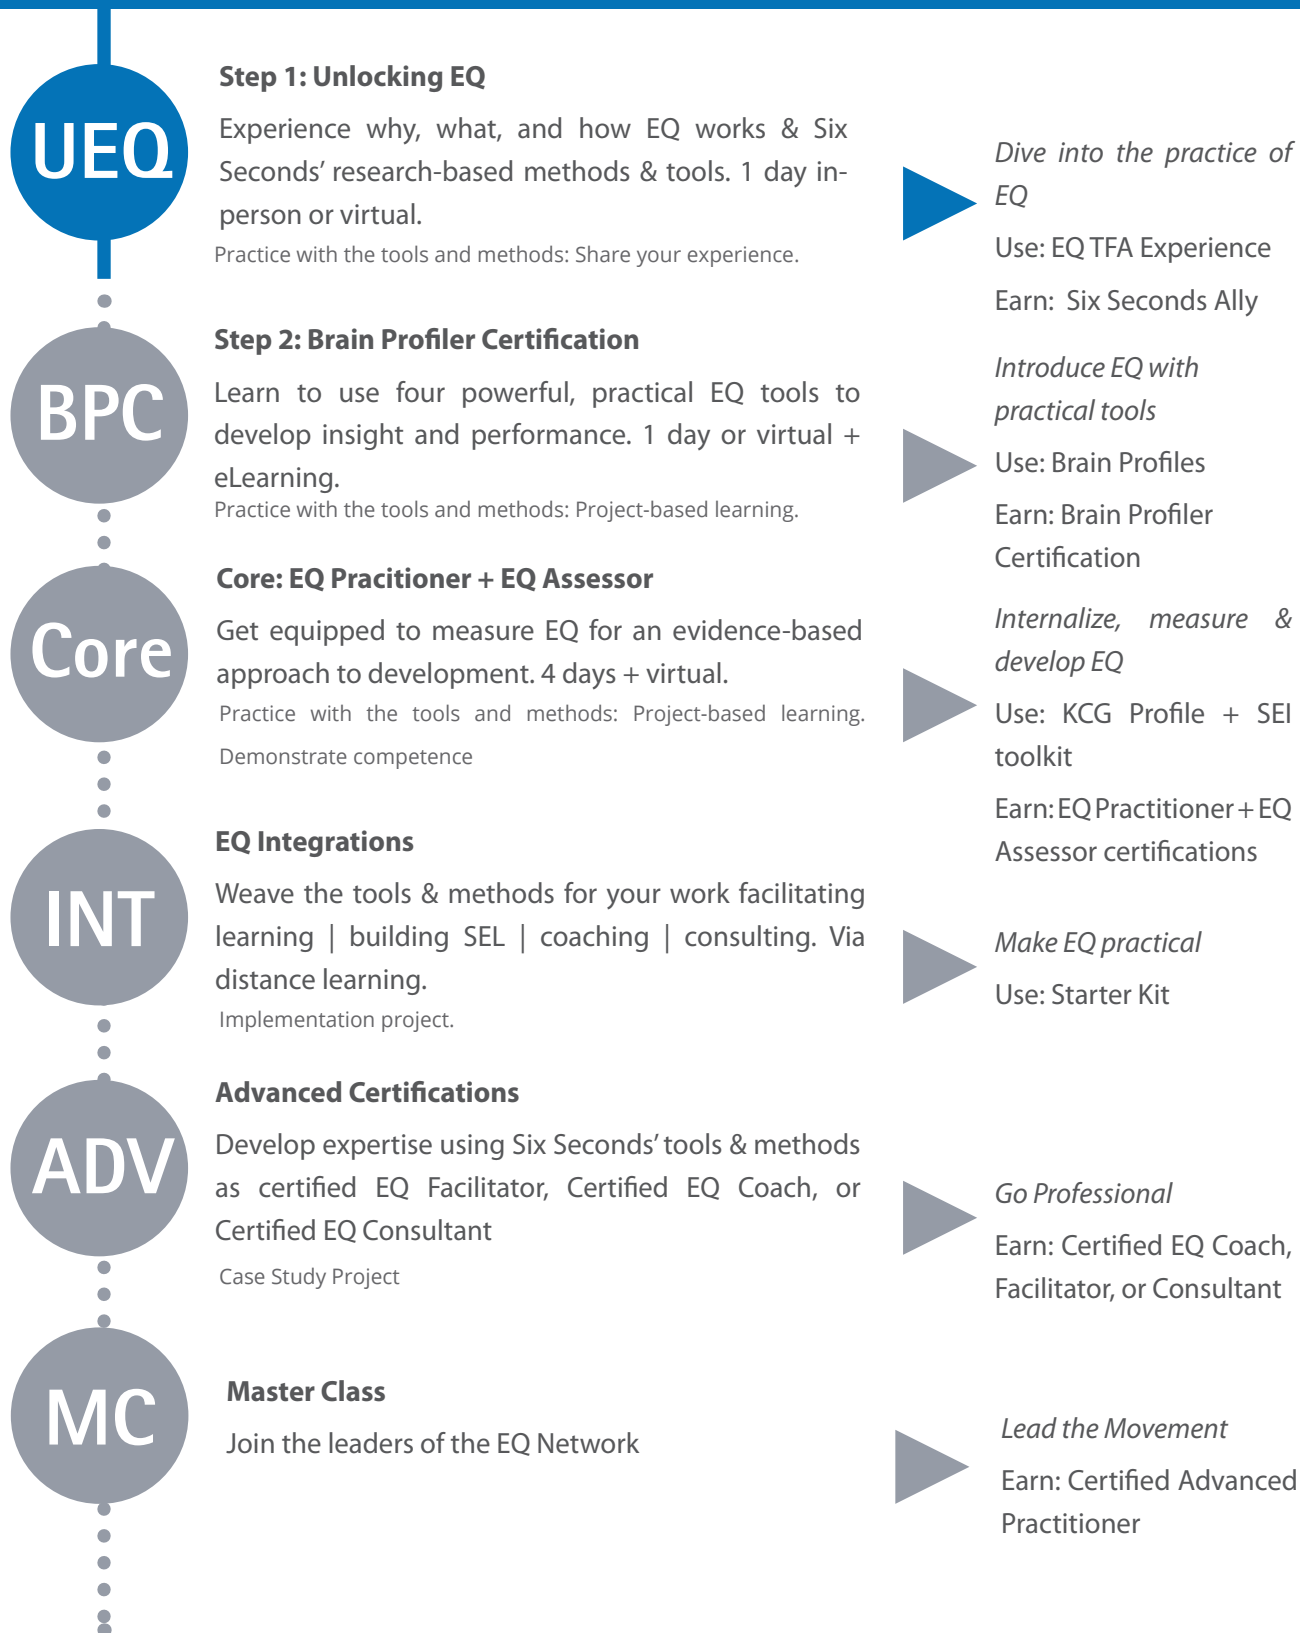 UEQ
Step 1: Unlocking EQ
Experience why, what, and how EQ works & Six
Seconds’ research-based methods & tools. 1 day in-
person or virtual.
Practice with the tools and methods: Share your experience.
Dive into the practice of
EQ
Use: EQ TFA Experience
Earn: Six Seconds Ally
BPC
Step 2: Brain Profiler Certification
Learn to use four powerful, practical EQ tools to
develop insight and performance. 1 day or virtual +
eLearning.
Practice with the tools and methods: Project-based learning.
Introduce EQ with
practical tools
Use: Brain Profiles
Earn: Brain Profiler
Certification
Core
Core: EQ Pracitioner + EQ Assessor
Get equipped to measure EQ for an evidence-based
approach to development. 4 days + virtual.
Practice with the tools and methods: Project-based learning.
Demonstrate competence
Internalize, measure &
develop EQ
Use: KCG Profile + SEI
toolkit
Earn: EQ Practitioner + EQ
Assessor certifications
INT
EQ Integrations
Weave the tools & methods for your work facilitating
learning | building SEL | coaching | consulting. Via
distance learning.
Implementation project.
Make EQ practical
Use: Starter Kit
ADV
Advanced Certifications
Develop expertise using Six Seconds’ tools & methods
as certified EQ Facilitator, Certified EQ Coach, or
Certified EQ Consultant
Case Study Project
Go Professional
Earn: Certified EQ Coach,
Facilitator, or Consultant
MC
Master Class
Join the leaders of the EQ Network
Lead the Movement
Earn: Certified Advanced
Practitioner